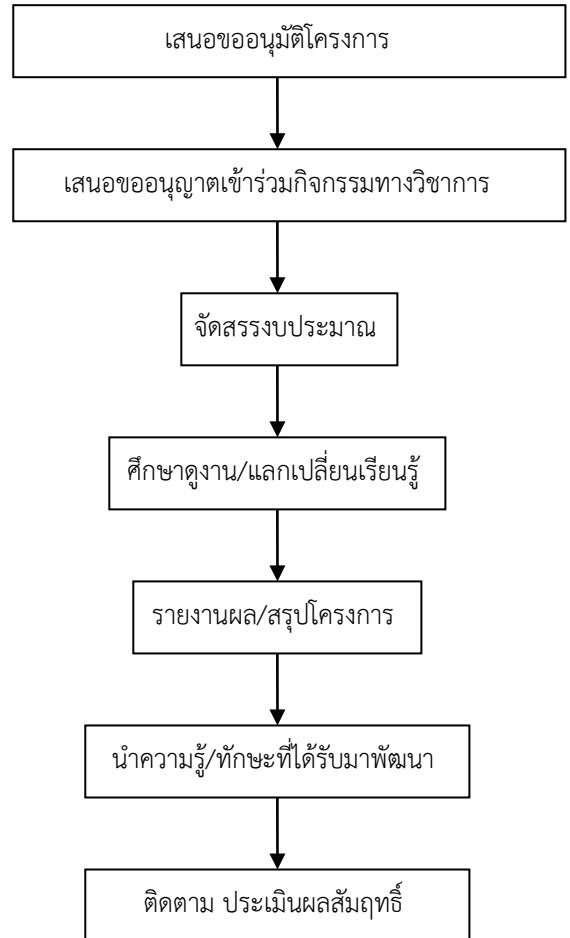 เสนอขออนุมัติโครงการ
เสนอขออนุญาตเข้าร่วมกิจกรรมทางวิชาการ
จัดสรรงบประมาณ
ศึกษาดูงาน/แลกเปลี่ยนเรียนรู้
รายงานผล/สรุปโครงการ
นำความรู้/ทักษะที่ได้รับมาพัฒนา
ติดตาม ประเมินผลสัมฤทธิ์